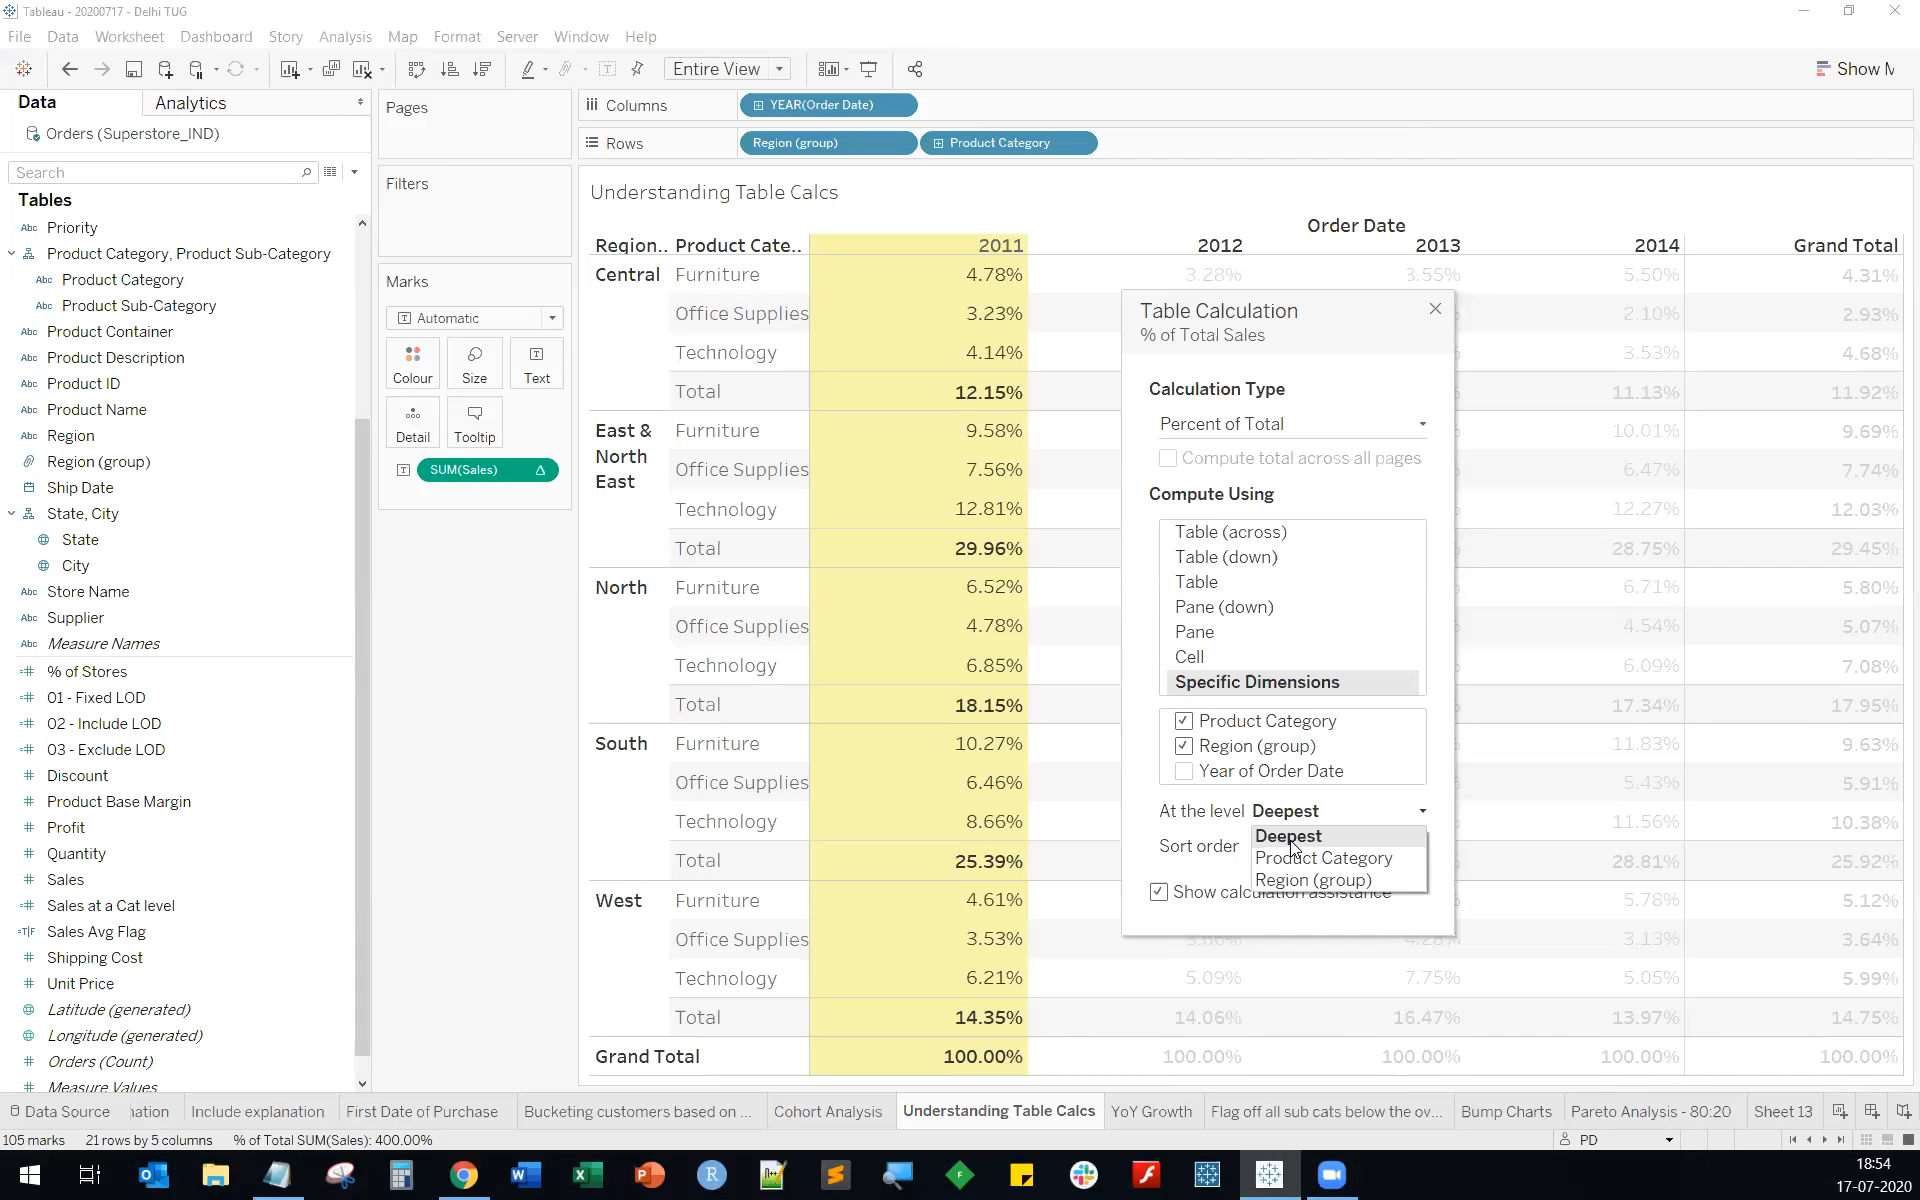 Tableau - 20200717 - Delhi TUG
File Data Worksheet Dashboard Story Analysis Map Format Server Window Help
Entire View
Show M
Data Analytics
Orders (Superstore_IND)
Search
Tables
Abc Priority
Product Category, Product Sub-Category
Abc Product Category
Abc Product Sub-Category
Abc Product Container
Abc Product Description
Abc Product ID
Abc Product Name
Abc Region
Region (group)
Ship Date
State, City
State
City
Abc Store Name
Abc Supplier
Abc Measure Names
% of Stores
01 - Fixed LOD
02 - Include LOD
03 - Exclude LOD
Discount
Product Base Margin
Profit
Quantity
Sales
Sales at a Cat level
Sales Avg Flag
Shipping Cost
Unit Price
Latitude (generated)
Longitude (generated)
Orders (Count)
Measure Values
Pages
Filters
Marks
Automatic
Colour Size Text
Detail Tooltip
SUM(Sales)
Columns YEAR(Order Date)
Rows Region (group) Product Category
Understanding Table Calcs
Order Date
Region.. Product Cate.. 2011 2012 2013 2014 Grand Total
Central Furniture 4.78% 3.28% 3.55% 5.50% 4.31%
Office Supplies 3.23% 2.10% 2.93%
Technology 4.14% 3.53% 4.68%
Total 12.15% 11.13% 11.92%
East & North East Furniture 9.58% 10.01% 9.69%
Office Supplies 7.56% 6.47% 7.74%
Technology 12.81% 12.27% 12.03%
Total 29.96% 28.75% 29.45%
North Furniture 6.52% 6.71% 5.80%
Office Supplies 4.78% 4.54% 5.07%
Technology 6.85% 6.09% 7.08%
Total 18.15% 17.34% 17.95%
South Furniture 10.27% 11.83% 9.63%
Office Supplies 6.46% 5.43% 5.91%
Technology 8.66% 11.56% 10.38%
Total 25.39% 28.81% 25.92%
West Furniture 4.61% 5.78% 5.12%
Office Supplies 3.53% 3.13% 3.64%
Technology 6.21% 5.09% 7.75% 5.05% 5.99%
Total 14.35% 14.06% 16.47% 13.97% 14.75%
Grand Total 100.00% 100.00% 100.00% 100.00% 100.00%
Table Calculation
% of Total Sales
Calculation Type
Percent of Total
Compute total across all pages
Compute Using
Table (across)
Table (down)
Table
Pane (down)
Pane
Cell
Specific Dimensions
Product Category
Region (group)
Year of Order Date
At the level Deepest
Deepest
Sort order
Product Category
Region (group)
Show calculation assistance
Data Source nation Include explanation First Date of Purchase Bucketing customers based on ... Cohort Analysis Understanding Table Calcs YoY Growth Flag off all sub cats below the ov... Bump Charts Pareto Analysis - 80:20 Sheet 13
105 marks 21 rows by 5 columns % of Total SUM(Sales): 400.00% PD
18:54
17-07-2020